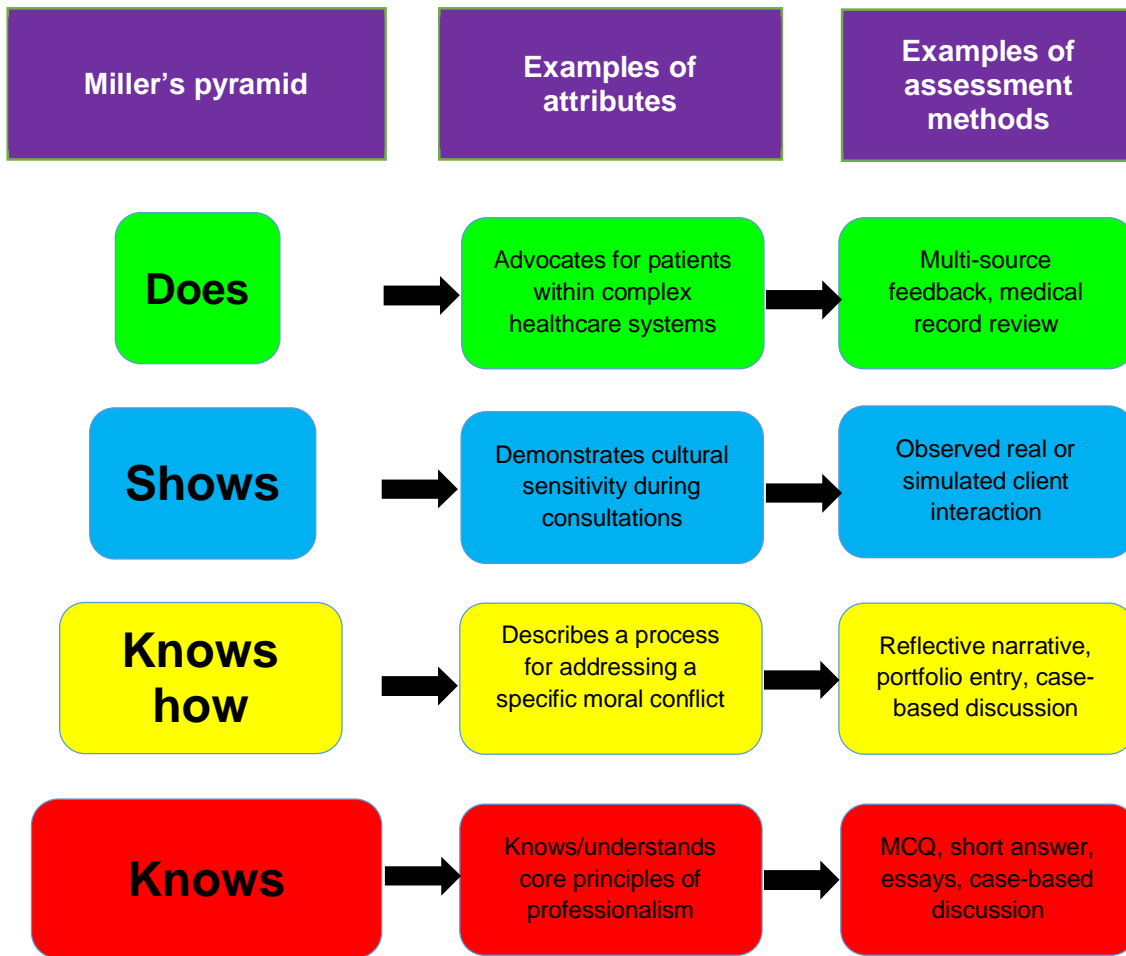 Miller’s pyramid
Examples of
attributes
Examples of
assessment
methods
Does
Advocates for patients
within complex
healthcare systems
Multi-source
feedback, medical
record review
Shows
Demonstrates cultural
sensitivity during
consultations
Observed real or
simulated client
interaction
Knows
how
Describes a process
for addressing a
specific moral conflict
Reflective narrative,
portfolio entry, case-
based discussion
Knows
Knows/understands
core principles of
professionalism
MCQ, short answer,
essays, case-based
discussion